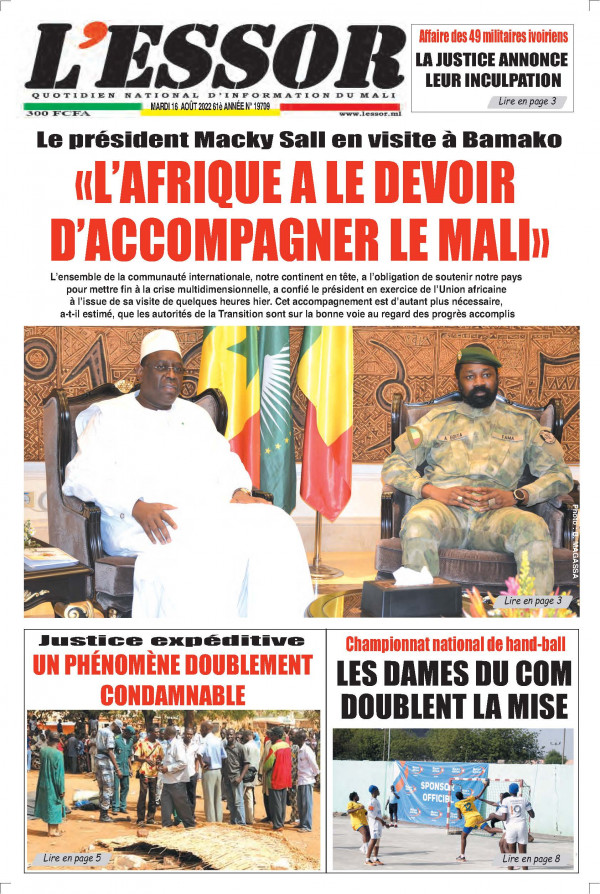 L'ESSOR
QUOTIDIEN NATIONAL D'INFORMATION DU MALI
MARDI 16 AOÛT 2022 61è ANNÉE N° 19709
300 FCFA
www.lessor.ml
Affaire des 49 militaires ivoiriens
LA JUSTICE ANNONCE
LEUR INCULPATION
Lire en page 3
Le président Macky Sall en visite à Bamako
«L'AFRIQUE A LE DEVOIR
D'ACCOMPAGNER LE MALI»
L'ensemble de la communauté internationale, notre continent en tête, a l'obligation de soutenir notre pays
pour mettre fin à la crise multidimensionnelle, a confié le président en exercice de l'Union africaine
à l'issue de sa visite de quelques heures hier. Cet accompagnement est d'autant plus nécessaire,
a-t-il estimé, que les autorités de la Transition sont sur la bonne voie au regard des progrès accomplis
A. GOITA
FAMA
MAGASSA
Lire en page 3
Justice expéditive
UN PHÉNOMÈNE DOUBLEMENT
CONDAMNABLE
Lire en page 5
Championnat national de hand-ball
LES DAMES DU COM
DOUBLENT LA MISE
SPONSOR
OFFICIEL
Lire en page 8